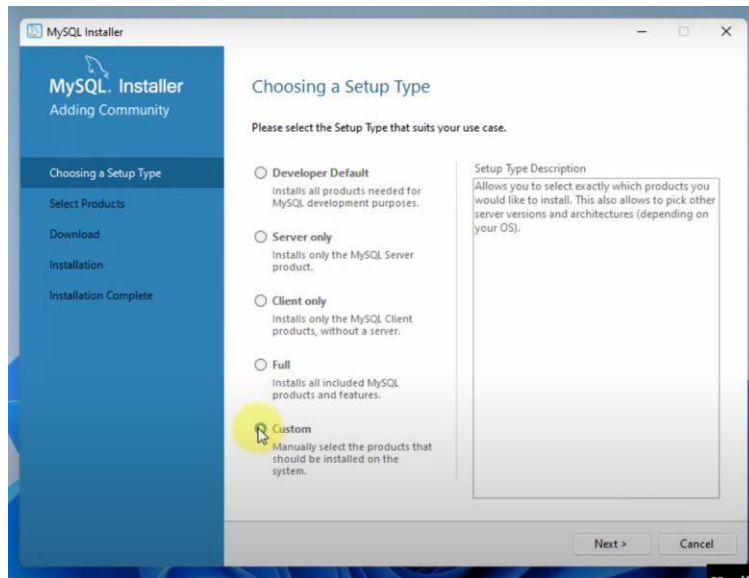 MySQL Installer
MySQL. Installer
Adding Community
Choosing a Setup Type
Select Products
Download
Installation
Installation Complete
Choosing a Setup Type
Please select the Setup Type that suits your use case.
Developer Default
Installs all products needed for
MySQL development purposes.
Server only
Installs only the MySQL Server
product.
Client only
Installs only the MySQL Client
products, without a server.
Full
Installs all included MySQL
products and features.
Custom
Manually select the products that
should be installed on the
system.
Setup Type Description
Allows you to select exactly which products you
would like to install. This also allows to pick other
server versions and architectures (depending on
your OS).
Next >
Cancel